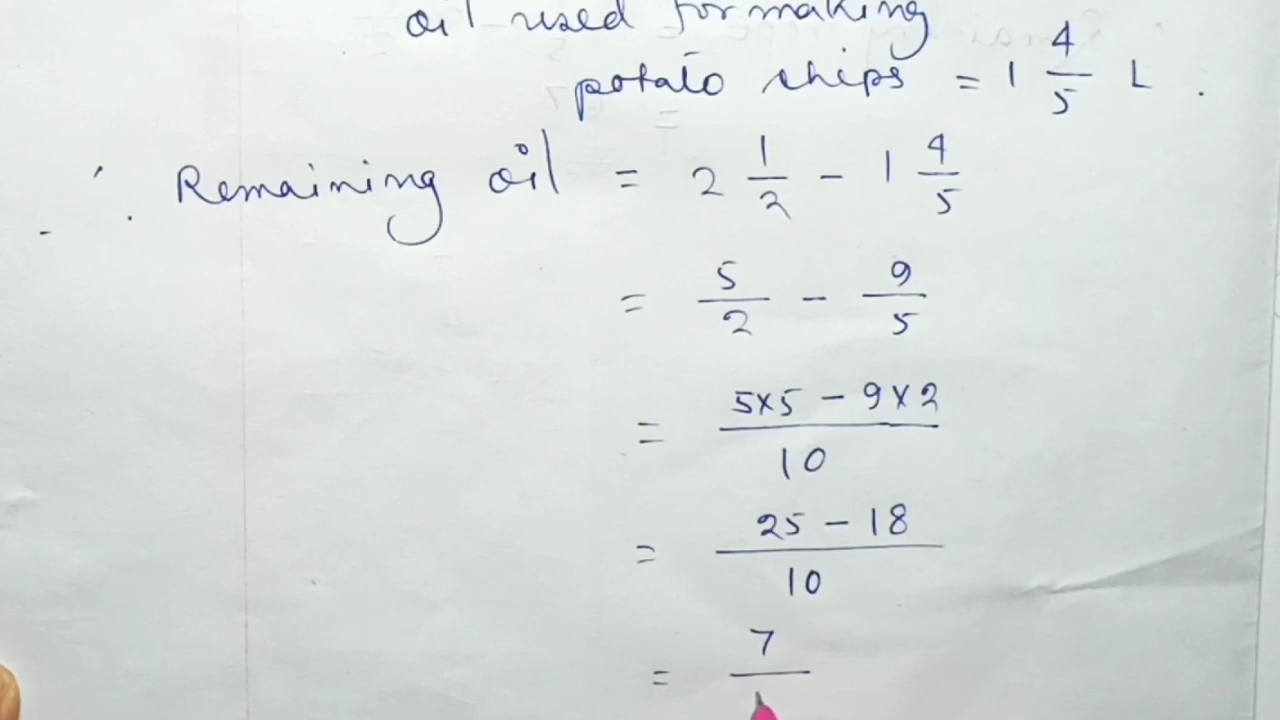 oil used for making
potato chips = 1 4/5 L.
∴ Remaining oil = 2 1/2 - 1 4/5
= 5/2 - 9/5
= 5×5 - 9×2/10
= 25 - 18/10
= 7/